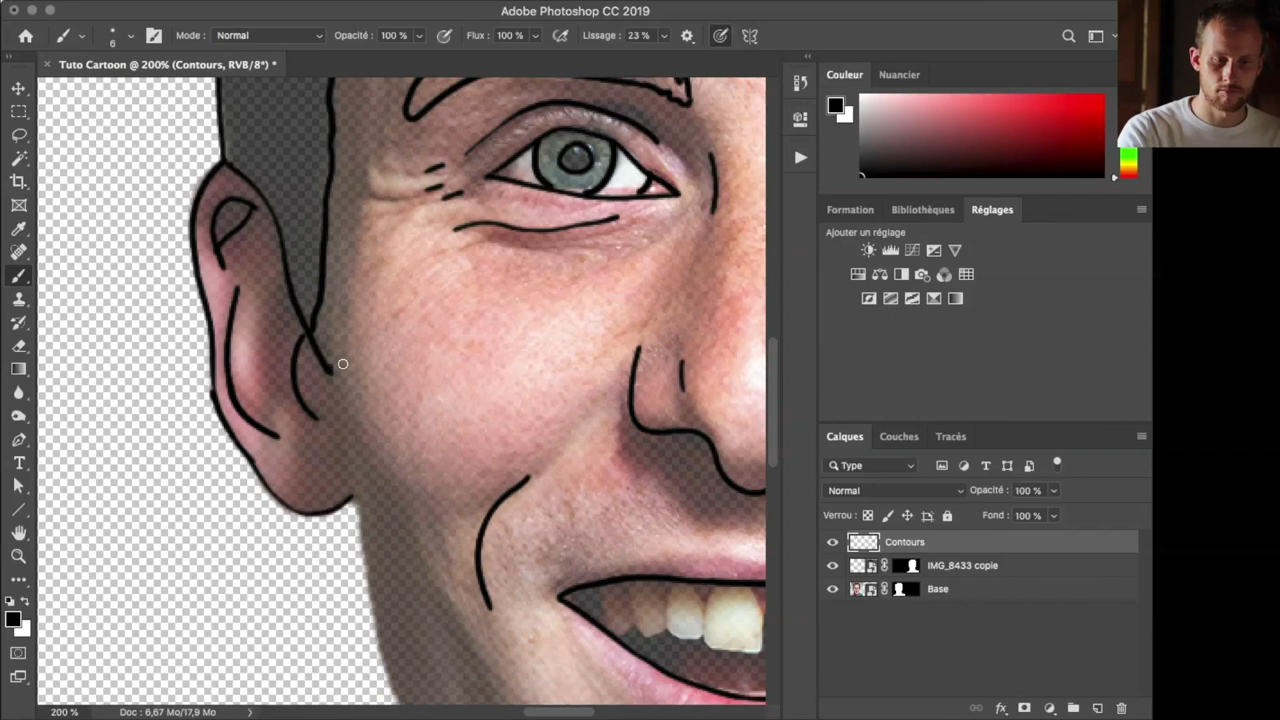 Adobe Photoshop CC 2019
6 Mode : Normal Opacité : 100 % Flux : 100 % Lissage : 23 %
× Tuto Cartoon @ 200% (Contours, RVB/8*) *
Couleur Nuancier
Formation Bibliothèques Réglages
Ajouter un réglage
Calques Couches Tracés
Type
Normal Opacité : 100 %
Verrou : Fond : 100 %
Contours
IMG_8433 copie
Base
fx
200 % Doc : 6,67 Mo/17,9 Mo